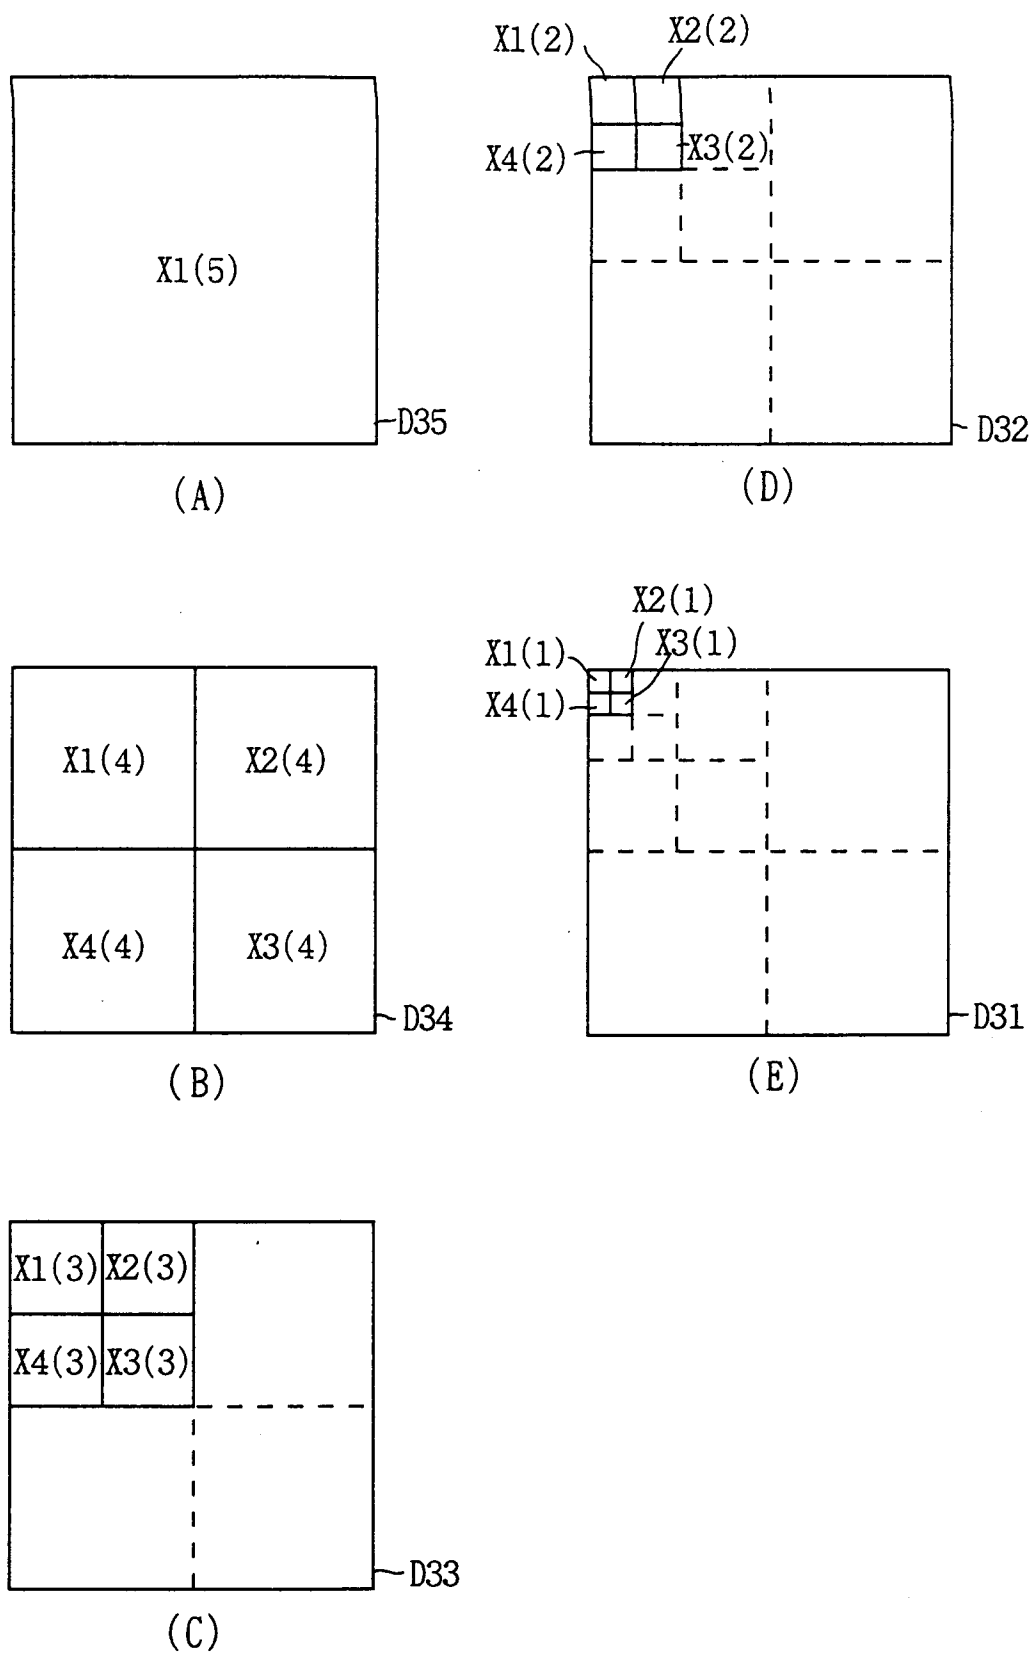 X1(5)
D35
(A)
X1(4) X2(4)
X4(4) X3(4)
D34
(B)
X1(3) X2(3)
X4(3) X3(3)
D33
(C)
X1(2) X2(2)
X4(2) X3(2)
D32
(D)
X2(1)
X1(1) X3(1)
X4(1)
D31
(E)